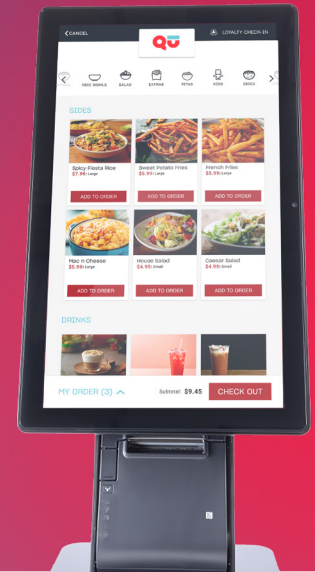 CANCEL
QU
LOYALTY CHECK-IN
RICE BOWLS
SALAD
EXTRAS
PITAS
KIDS
SIDES
SIDES
Spicy Fiesta Rice
$7.99 Large
ADD TO ORDER
Sweet Potato Fries
$5.99 Large
ADD TO ORDER
French Fries
$5.99 Large
ADD TO ORDER
Mac n Cheese
$5.99 Large
ADD TO ORDER
House Salad
$4.99 Small
ADD TO ORDER
Caesar Salad
$4.99 Small
ADD TO ORDER
DRINKS
MY ORDER (3)
Subtotal $9.45
CHECK OUT